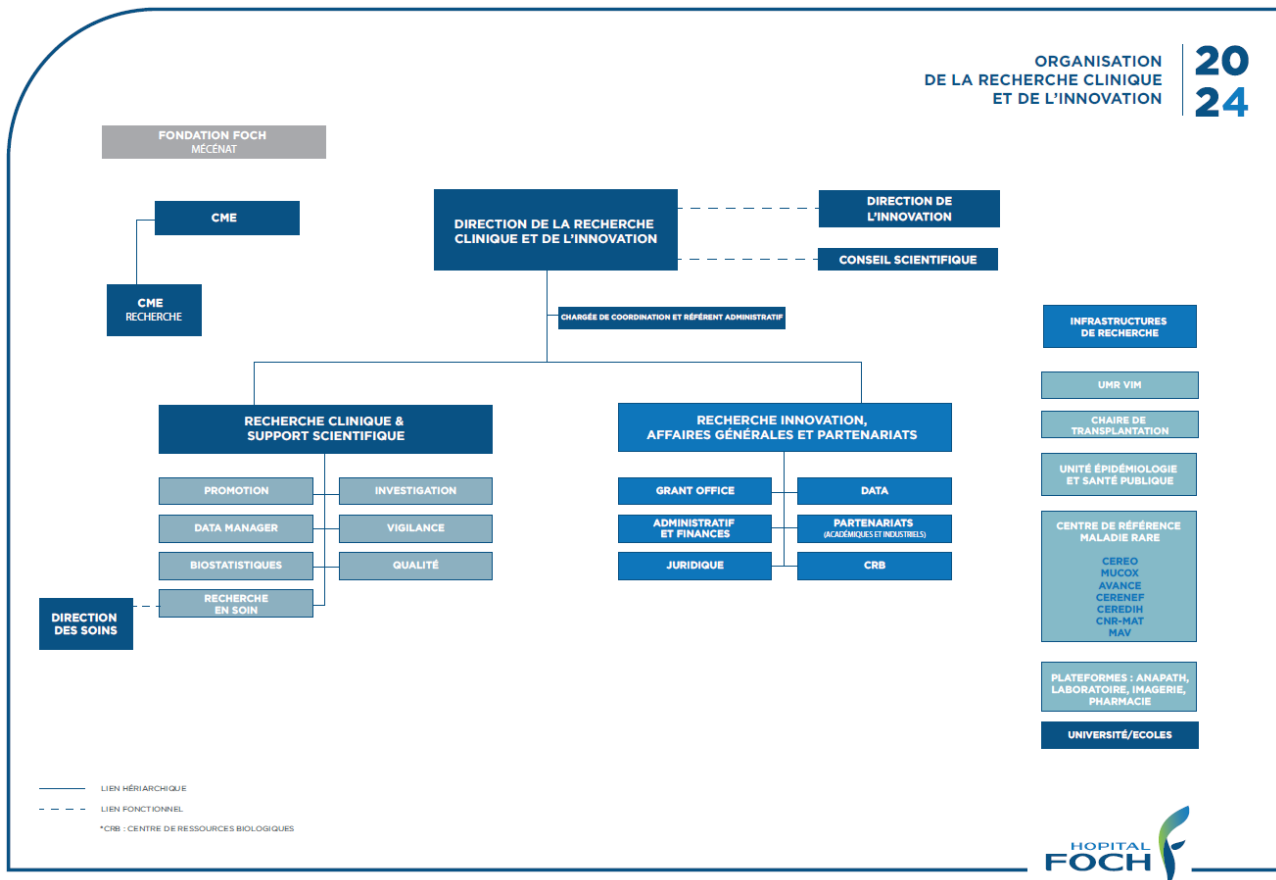 ORGANISATION
DE LA RECHERCHE CLINIQUE
ET DE L'INNOVATION
20
24
FONDATION FOCH
MÉCÉNAT
CME
CME
RECHERCHE
DIRECTION DE LA RECHERCHE
CLINIQUE ET DE L'INNOVATION
DIRECTION DE
L'INNOVATION
CONSEIL SCIENTIFIQUE
CHARGÉE DE COORDINATION ET RÉFÉRENT ADMINISTRATIF
RECHERCHE CLINIQUE &
SUPPORT SCIENTIFIQUE
PROMOTION
INVESTIGATION
DATA MANAGER
VIGILANCE
BIOSTATISTIQUES
QUALITÉ
RECHERCHE
EN SOIN
DIRECTION
DES SOINS
RECHERCHE INNOVATION,
AFFAIRES GÉNÉRALES ET PARTENARIATS
GRANT OFFICE
DATA
ADMINISTRATIF
ET FINANCES
PARTENARIATS
(ACADÉMIQUES ET INDUSTRIELS)
JURIDIQUE
CRB
INFRASTRUCTURES
DE RECHERCHE
UMR VIM
CHAIRE DE
TRANSPLANTATION
UNITÉ ÉPIDÉMIOLOGIE
ET SANTÉ PUBLIQUE
CENTRE DE RÉFÉRENCE
MALADIE RARE
CEREO
MUCOX
AVANCE
CERENEF
CEREDIH
CNR-MAT
MAV
PLATEFORMES : ANAPATH,
LABORATOIRE, IMAGERIE,
PHARMACIE
UNIVERSITÉ/ECOLES
LIEN HÉRIARCHIQUE
LIEN FONCTIONNEL
*CRB : CENTRE DE RESSOURCES BIOLOGIQUES
HOPITAL
FOCH